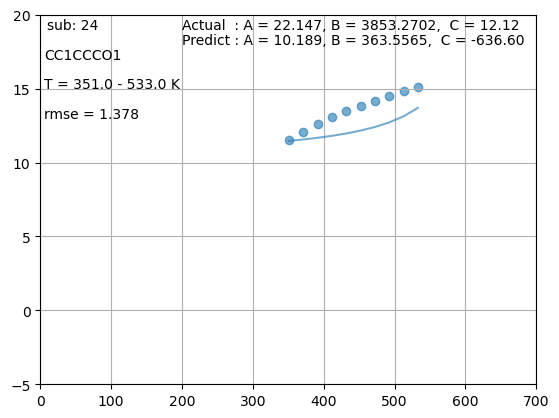 sub: 24
Actual : A = 22.147, B = 3853.2702, C = 12.12
Predict : A = 10.189, B = 363.5565, C = -636.60
CC1CCCO1
T = 351.0 - 533.0 K
rmse = 1.378
20
15
10
5
0
−5
0 100 200 300 400 500 600 700